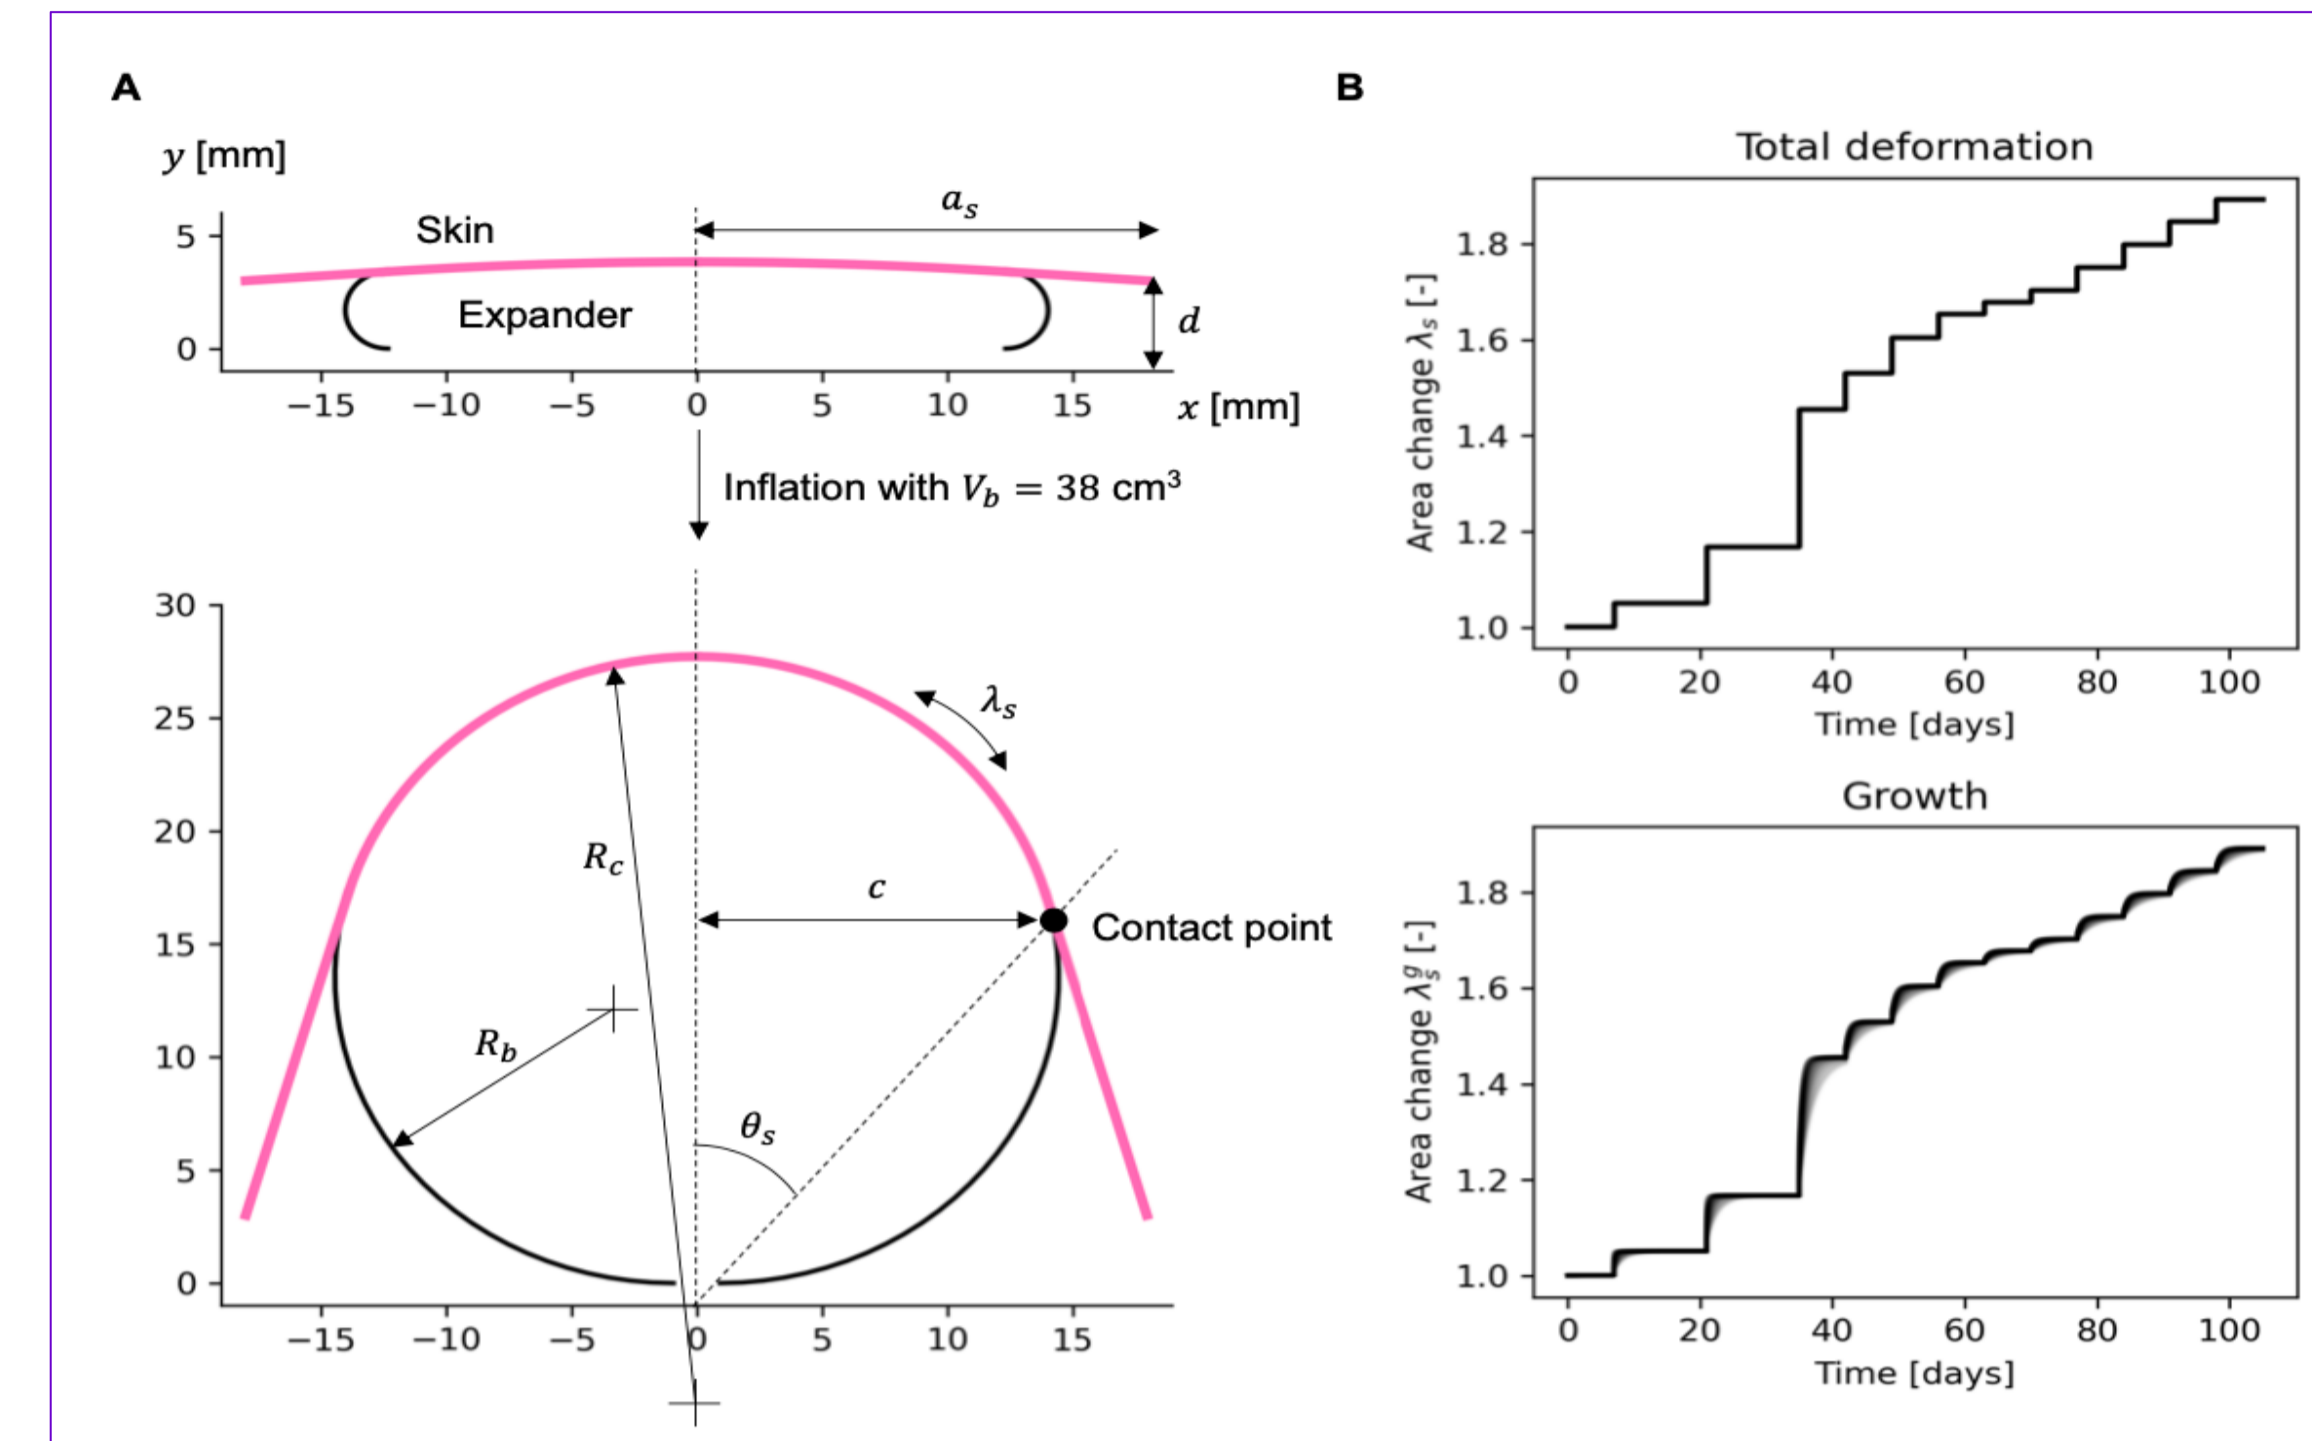 A
y [mm]
5
0
Skin
Expander
a_s
d
−15 −10 −5 0 5 10 15 x [mm]
Inflation with V_b = 38 cm³
30
25
20
15
10
5
0
λ_s
R_c
c
Contact point
R_b
θ_s
−15 −10 −5 0 5 10 15
B
Total deformation
Area change λ_s [-]
1.8
1.6
1.4
1.2
1.0
0 20 40 60 80 100
Time [days]
Growth
Area change λ_s^g [-]
1.8
1.6
1.4
1.2
1.0
0 20 40 60 80 100
Time [days]